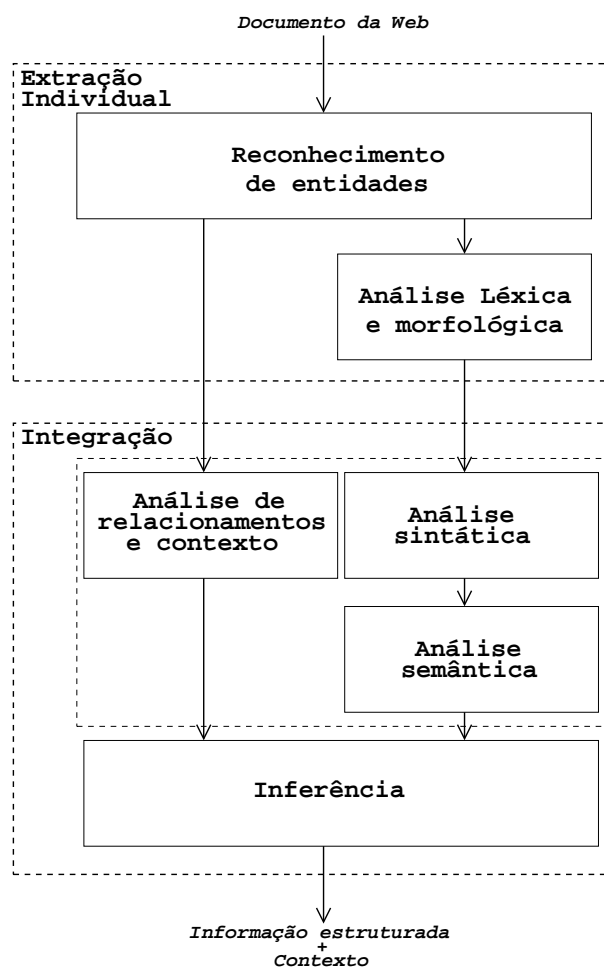 Documento da Web
Extração
Individual
Reconhecimento
de entidades
Análise Léxica
e morfológica
Integração
Análise de
relacionamentos
e contexto
Análise
sintática
Análise
semântica
Inferência
Informação estruturada
+
Contexto